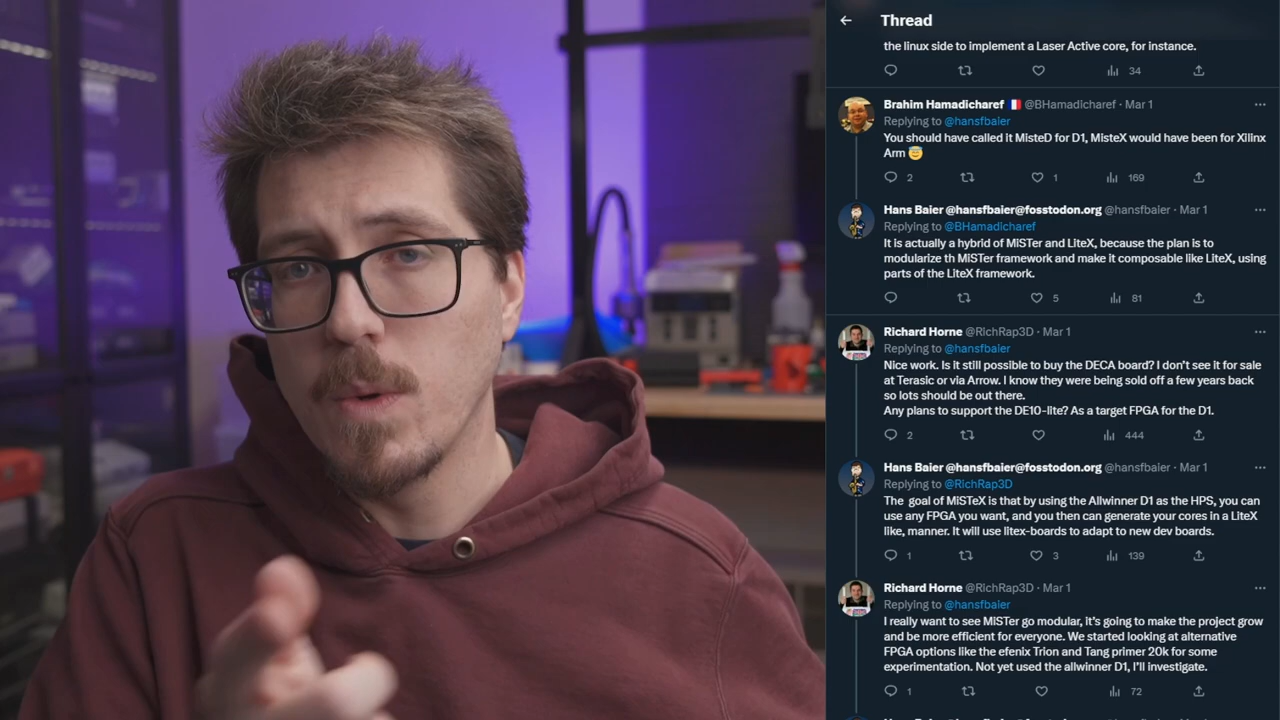 Thread
the linux side to implement a Laser Active core, for instance.
34
Brahim Hamadicharef 🇫🇷 @BHamadicharef · Mar 1
Replying to @hansfbaier
You should have called it MisteD for D1, MisteX would have been for Xilinx
Arm 😇
2 1 169
Hans Baier @hansfbaier@fosstodon.org @hansfbaier · Mar 1
Replying to @BHamadicharef
It is actually a hybrid of MiSTer and LiteX, because the plan is to
modularize th MiSTer framework and make it composable like LiteX, using
parts of the LiteX framework.
5 81
Richard Horne @RichRap3D · Mar 1
Replying to @hansfbaier
Nice work. Is it still possible to buy the DECA board? I don't see it for sale
at Terasic or via Arrow. I know they were being sold off a few years back
so lots should be out there.
Any plans to support the DE10-lite? As a target FPGA for the D1.
2 444
Hans Baier @hansfbaier@fosstodon.org @hansfbaier · Mar 1
Replying to @RichRap3D
The goal of MiSTeX is that by using the Allwinner D1 as the HPS, you can
use any FPGA you want, and you then can generate your cores in a LiteX
like, manner. It will use litex-boards to adapt to new dev boards.
1 3 139
Richard Horne @RichRap3D · Mar 1
Replying to @hansfbaier
I really want to see MiSTer go modular, it's going to make the project grow
and be more efficient for everyone. We started looking at alternative
FPGA options like the efenix Trion and Tang primer 20k for some
experimentation. Not yet used the allwinner D1, I'll investigate.
1 72